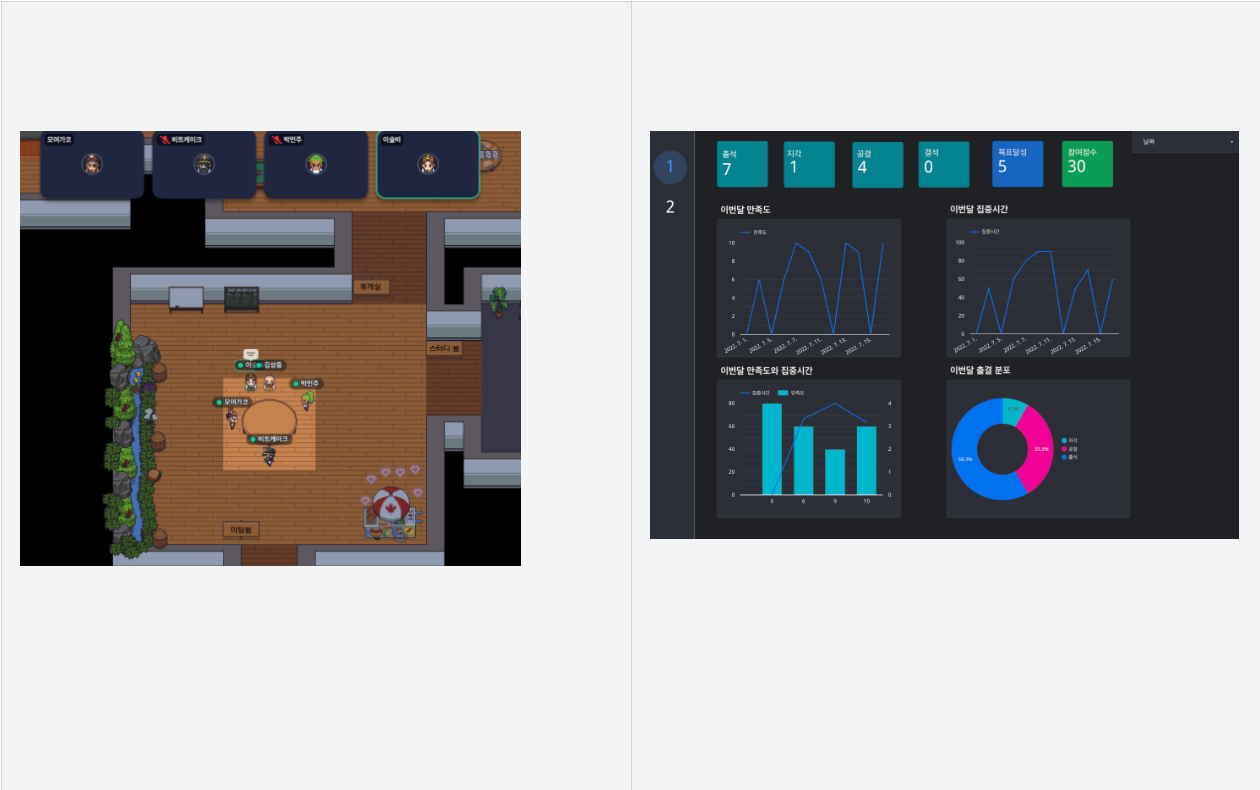 모여가코
비트케이크
박민주
이슬비
INFORMATION
휴게실
스터디 룸
김상중
박민주
모여가코
비트케이크
미팅룸
1
2
출석
7
지각
1
공결
4
결석
0
목표달성
5
참여점수
30
날짜
이번달 만족도
만족도
10
8
6
4
2
0
2022. 7. 1.
2022. 7. 5.
2022. 7. 7.
2022. 7. 11.
2022. 7. 13.
2022. 7. 15.
이번달 집중시간
집중시간
100
80
60
40
20
0
2022. 7. 1.
2022. 7. 5.
2022. 7. 7.
2022. 7. 11.
2022. 7. 13.
2022. 7. 15.
이번달 만족도와 집중시간
집중시간 만족도
80
60
40
20
0
4
3
2
1
0
8 6 9 10
이번달 출결 분포
33.3%
58.3%
지각
공결
출석